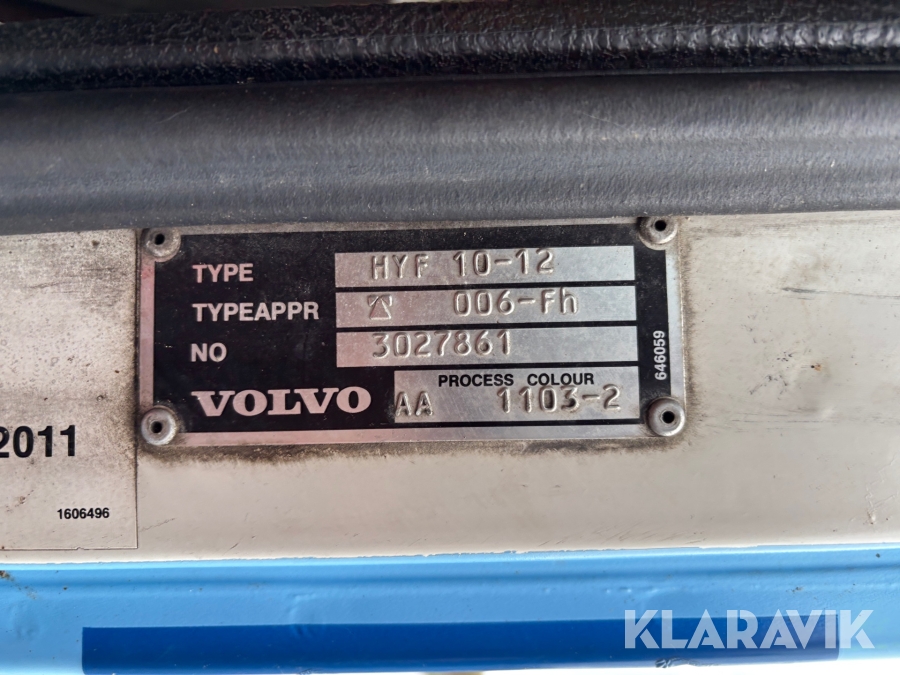 TYPE HYF 10-12
TYPEAPPR 006-Fh
NO 3027861
PROCESS COLOUR
VOLVO AA 1103-2
646059
2011
1606496
KLARAVIK